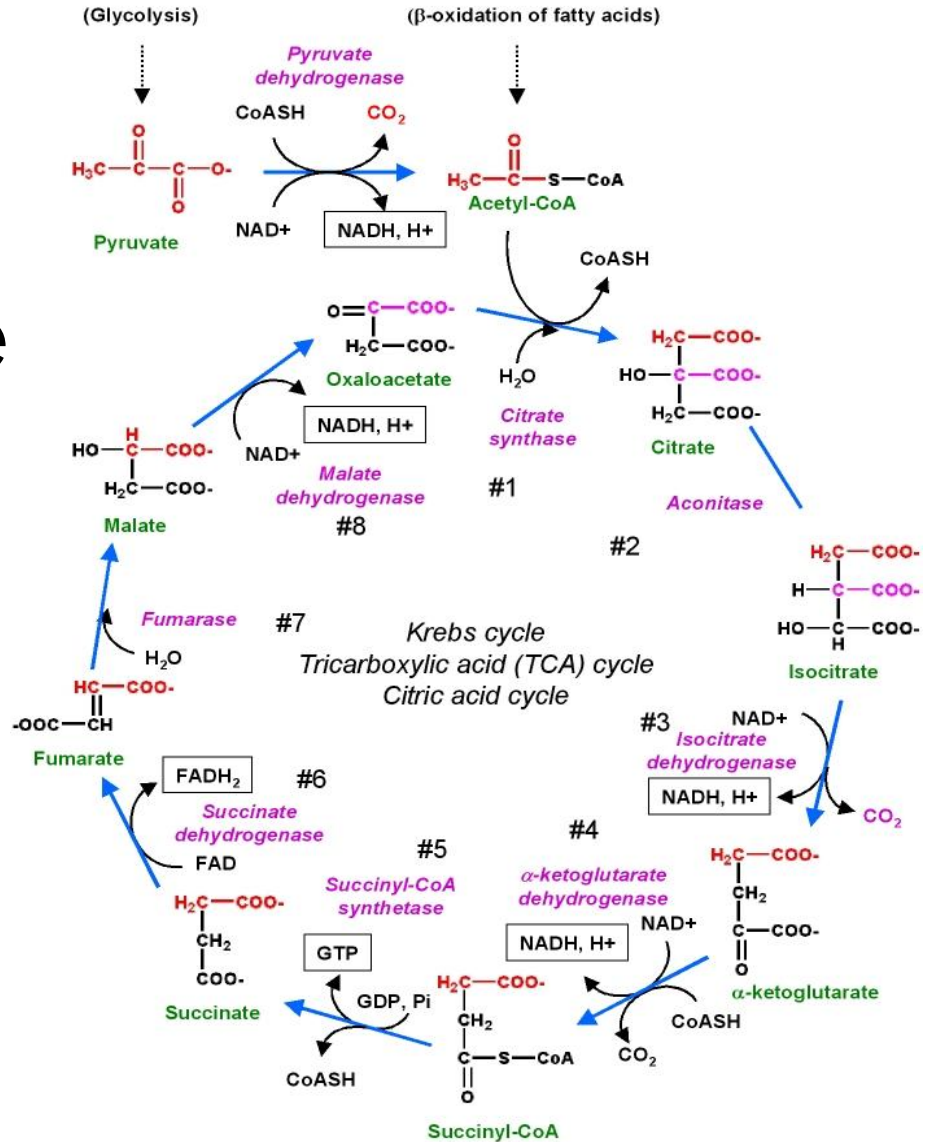 (Glycolysis)
(β-oxidation of fatty acids)
Pyruvate
dehydrogenase
CoASH
CO₂
O
H₃C—C—C—O-
O
Pyruvate
NAD+
NADH, H+
O
H₃C—C—S—CoA
Acetyl-CoA
CoASH
e
O=C—COO-
H₂C—COO-
Oxaloacetate
H₂O
Citrate
synthase
#1
H₂C—COO-
HO—C—COO-
H₂C—COO-
Citrate
NADH, H+
NAD+
Malate
dehydrogenase
#8
H
HO—C—COO-
H₂C—COO-
Malate
Aconitase
#2
H₂C—COO-
H—C—COO-
HO—C—COO-
H
Isocitrate
Fumarase
#7
H₂O
Krebs cycle
Tricarboxylic acid (TCA) cycle
Citric acid cycle
HC—COO-
-OOC—CH
Fumarate
#3
NAD+
Isocitrate
dehydrogenase
NADH, H+
CO₂
FADH₂
#6
Succinate
dehydrogenase
FAD
#4
α-ketoglutarate
dehydrogenase
NAD+
NADH, H+
CoASH
CO₂
H₂C—COO-
CH₂
C—COO-
O
α-ketoglutarate
#5
Succinyl-CoA
synthetase
GTP
GDP, Pi
CoASH
H₂C—COO-
CH₂
COO-
Succinate
H₂C—COO-
CH₂
C—S—CoA
O
Succinyl-CoA